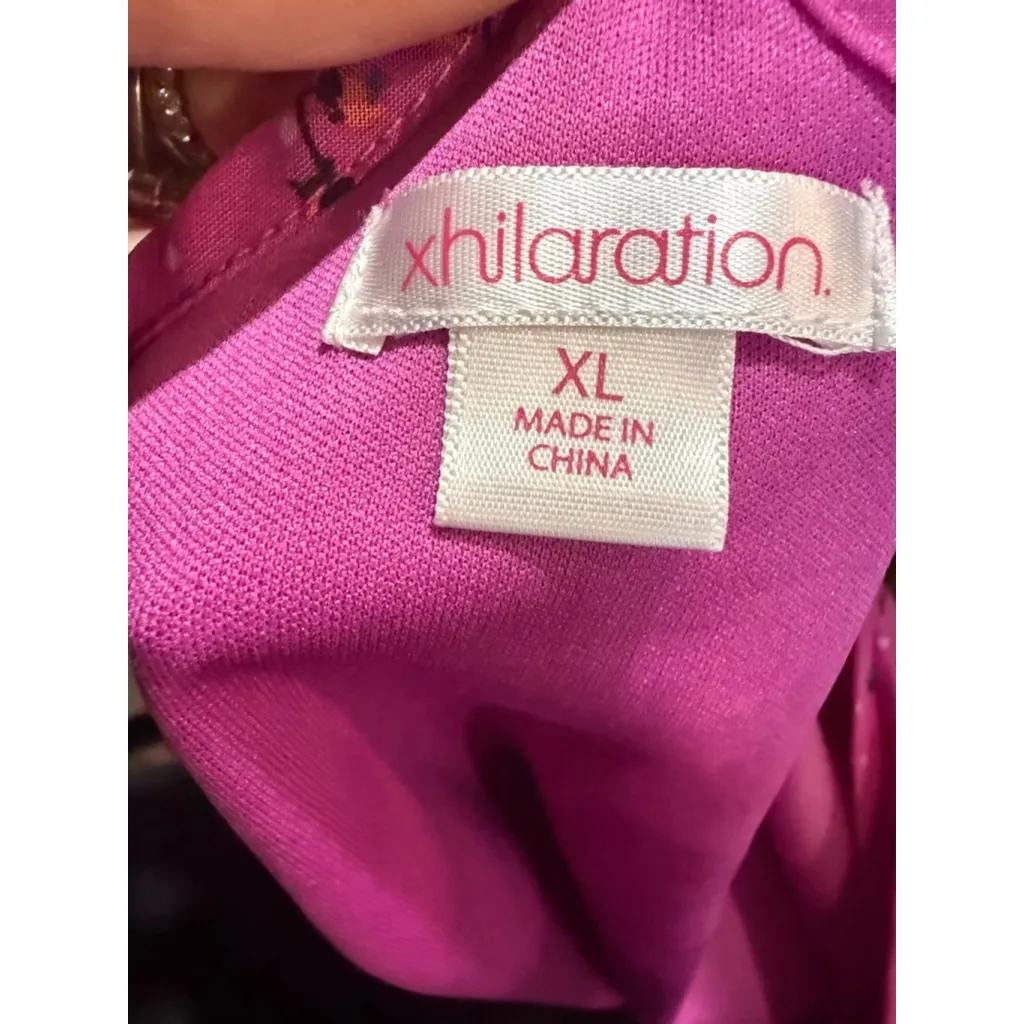 xhilaration.
XL
MADE IN
CHINA